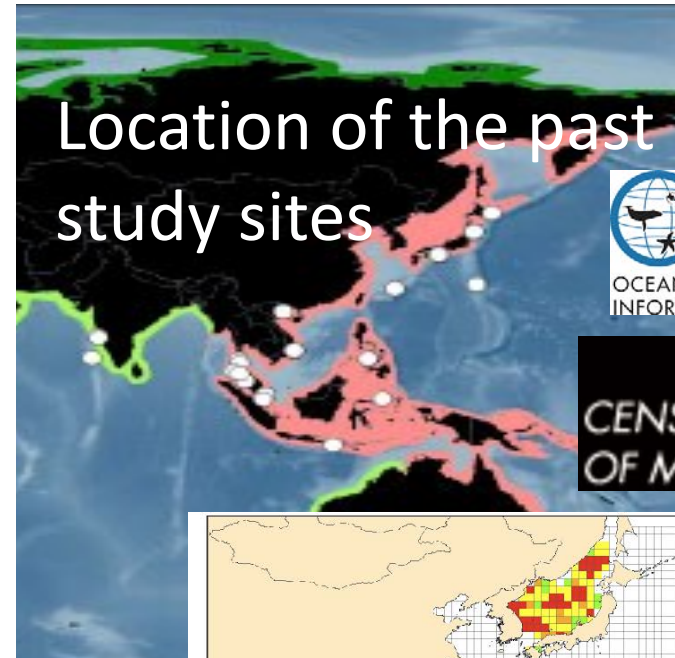 Location of the past
study sites
OCEAN
INFOR
CENS
OF M